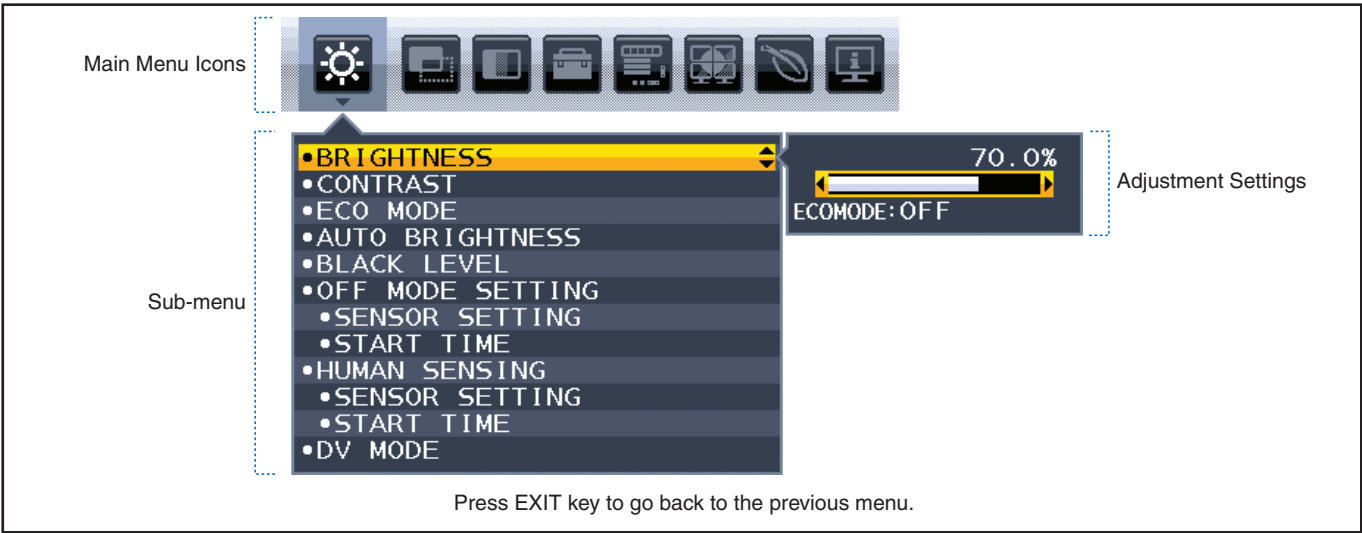 Main Menu Icons
BRIGHTNESS
70.0%
CONTRAST
Adjustment Settings
ECO MODE
ECOMODE:OFF
AUTO BRIGHTNESS
BLACK LEVEL
OFF MODE SETTING
Sub-menu
SENSOR SETTING
START TIME
HUMAN SENSING
SENSOR SETTING
START TIME
DV MODE
Press EXIT key to go back to the previous menu.